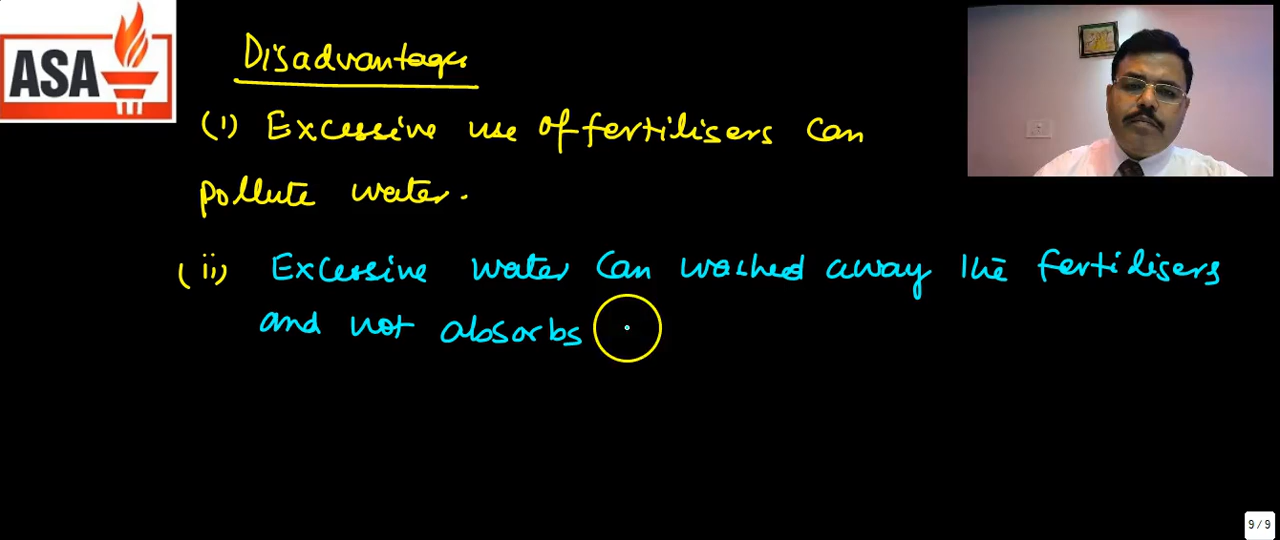 ASA
Disadvantages
(i) Excessive use of fertilisers can
pollute water.
(ii) Excessive water can washed away the fertilisers
and not absorbs
9/9